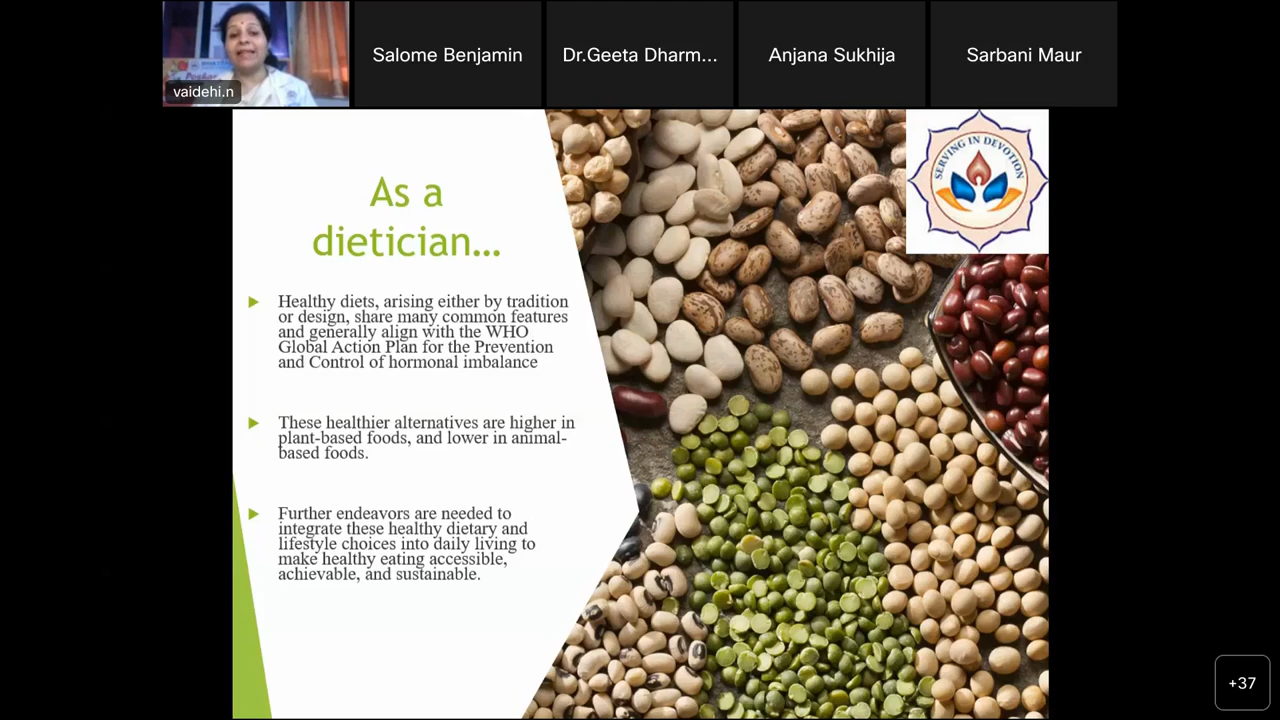 vaidehi.n
Salome Benjamin
Dr.Geeta Dharm...
Anjana Sukhija
Sarbani Maur
SERVING IN DEVOTION
As a
dietician...
Healthy diets, arising either by tradition
or design, share many common features
and generally align with the WHO
Global Action Plan for the Prevention
and Control of hormonal imbalance
These healthier alternatives are higher in
plant-based foods, and lower in animal-
based foods.
Further endeavors are needed to
integrate these healthy dietary and
lifestyle choices into daily living to
make healthy eating accessible,
achievable, and sustainable.
+37